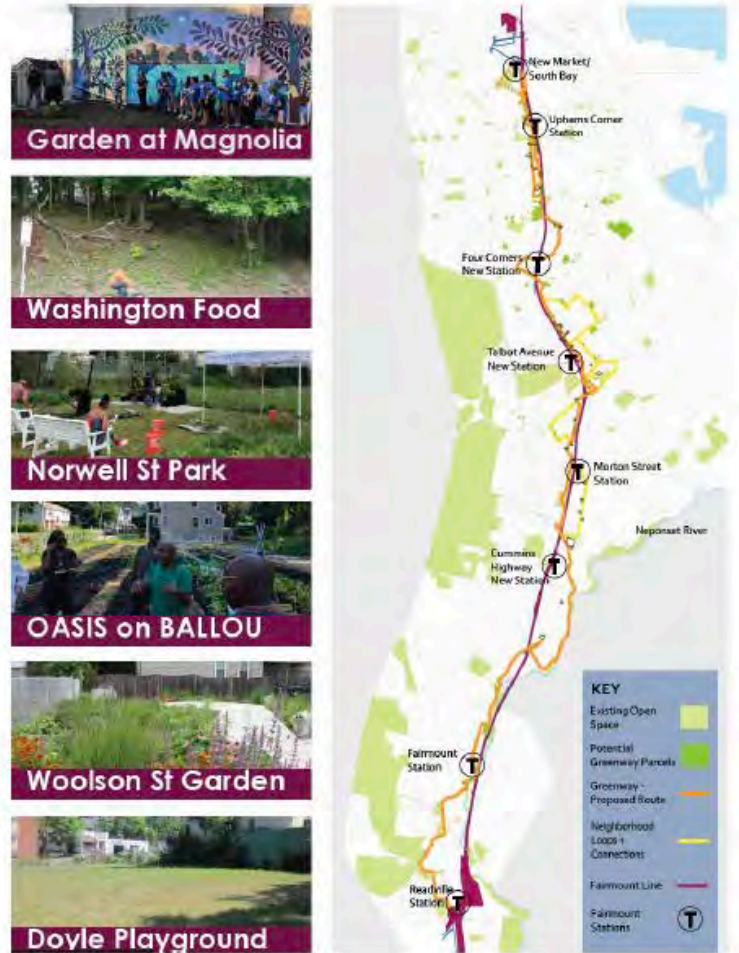 Garden at Magnolia
Washington Food
Norwell St Park
OASIS on BALLOU
Woolson St Garden
Doyle Playground
New Market/
South Bay
Uphams Corner
Station
Four Corners
New Station
Talbot Avenue
New Station
Morton Street
Station
Neponset River
Cummins
Highway
New Station
Fairmount
Station
Readville
Station
KEY
Existing Open
Space
Potential
Greenway Parcels
Greenway -
Proposed Route
Neighborhood
Loops +
Connections
Fairmount Line
Fairmount
Stations
T
T
T
T
T
T
T
T
T